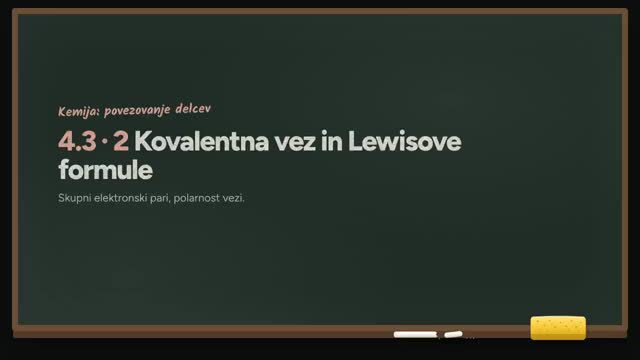 Kemija: povezovanje delcev
4.3 · 2 Kovalentna vez in Lewisove
formule
Skupni elektronski pari, polarnost vezi.